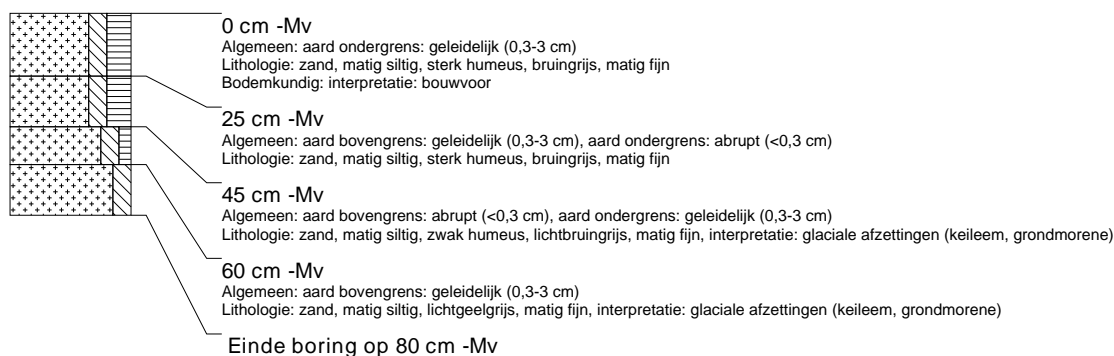 0 cm -Mv
Algemeen: aard ondergrens: geleidelijk (0,3-3 cm)
Lithologie: zand, matig siltig, sterk humeus, bruingrijs, matig fijn
Bodemkundig: interpretatie: bouwvoor
25 cm -Mv
Algemeen: aard bovengrens: geleidelijk (0,3-3 cm), aard ondergrens: abrupt (<0,3 cm)
Lithologie: zand, matig siltig, sterk humeus, bruingrijs, matig fijn
45 cm -Mv
Algemeen: aard bovengrens: abrupt (<0,3 cm), aard ondergrens: geleidelijk (0,3-3 cm)
Lithologie: zand, matig siltig, zwak humeus, lichtbruingrijs, matig fijn, interpretatie: glaciale afzettingen (keileem, grondmorene)
60 cm -Mv
Algemeen: aard bovengrens: geleidelijk (0,3-3 cm)
Lithologie: zand, matig siltig, lichtgeelgrijs, matig fijn, interpretatie: glaciale afzettingen (keileem, grondmorene)
Einde boring op 80 cm -Mv